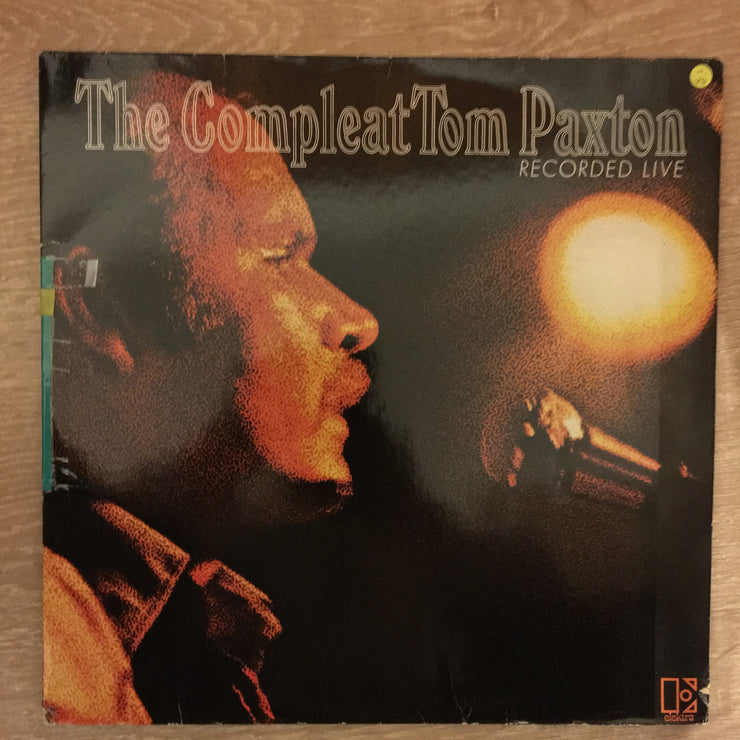 The Compleat Tom Paxton
RECORDED LIVE
elektra